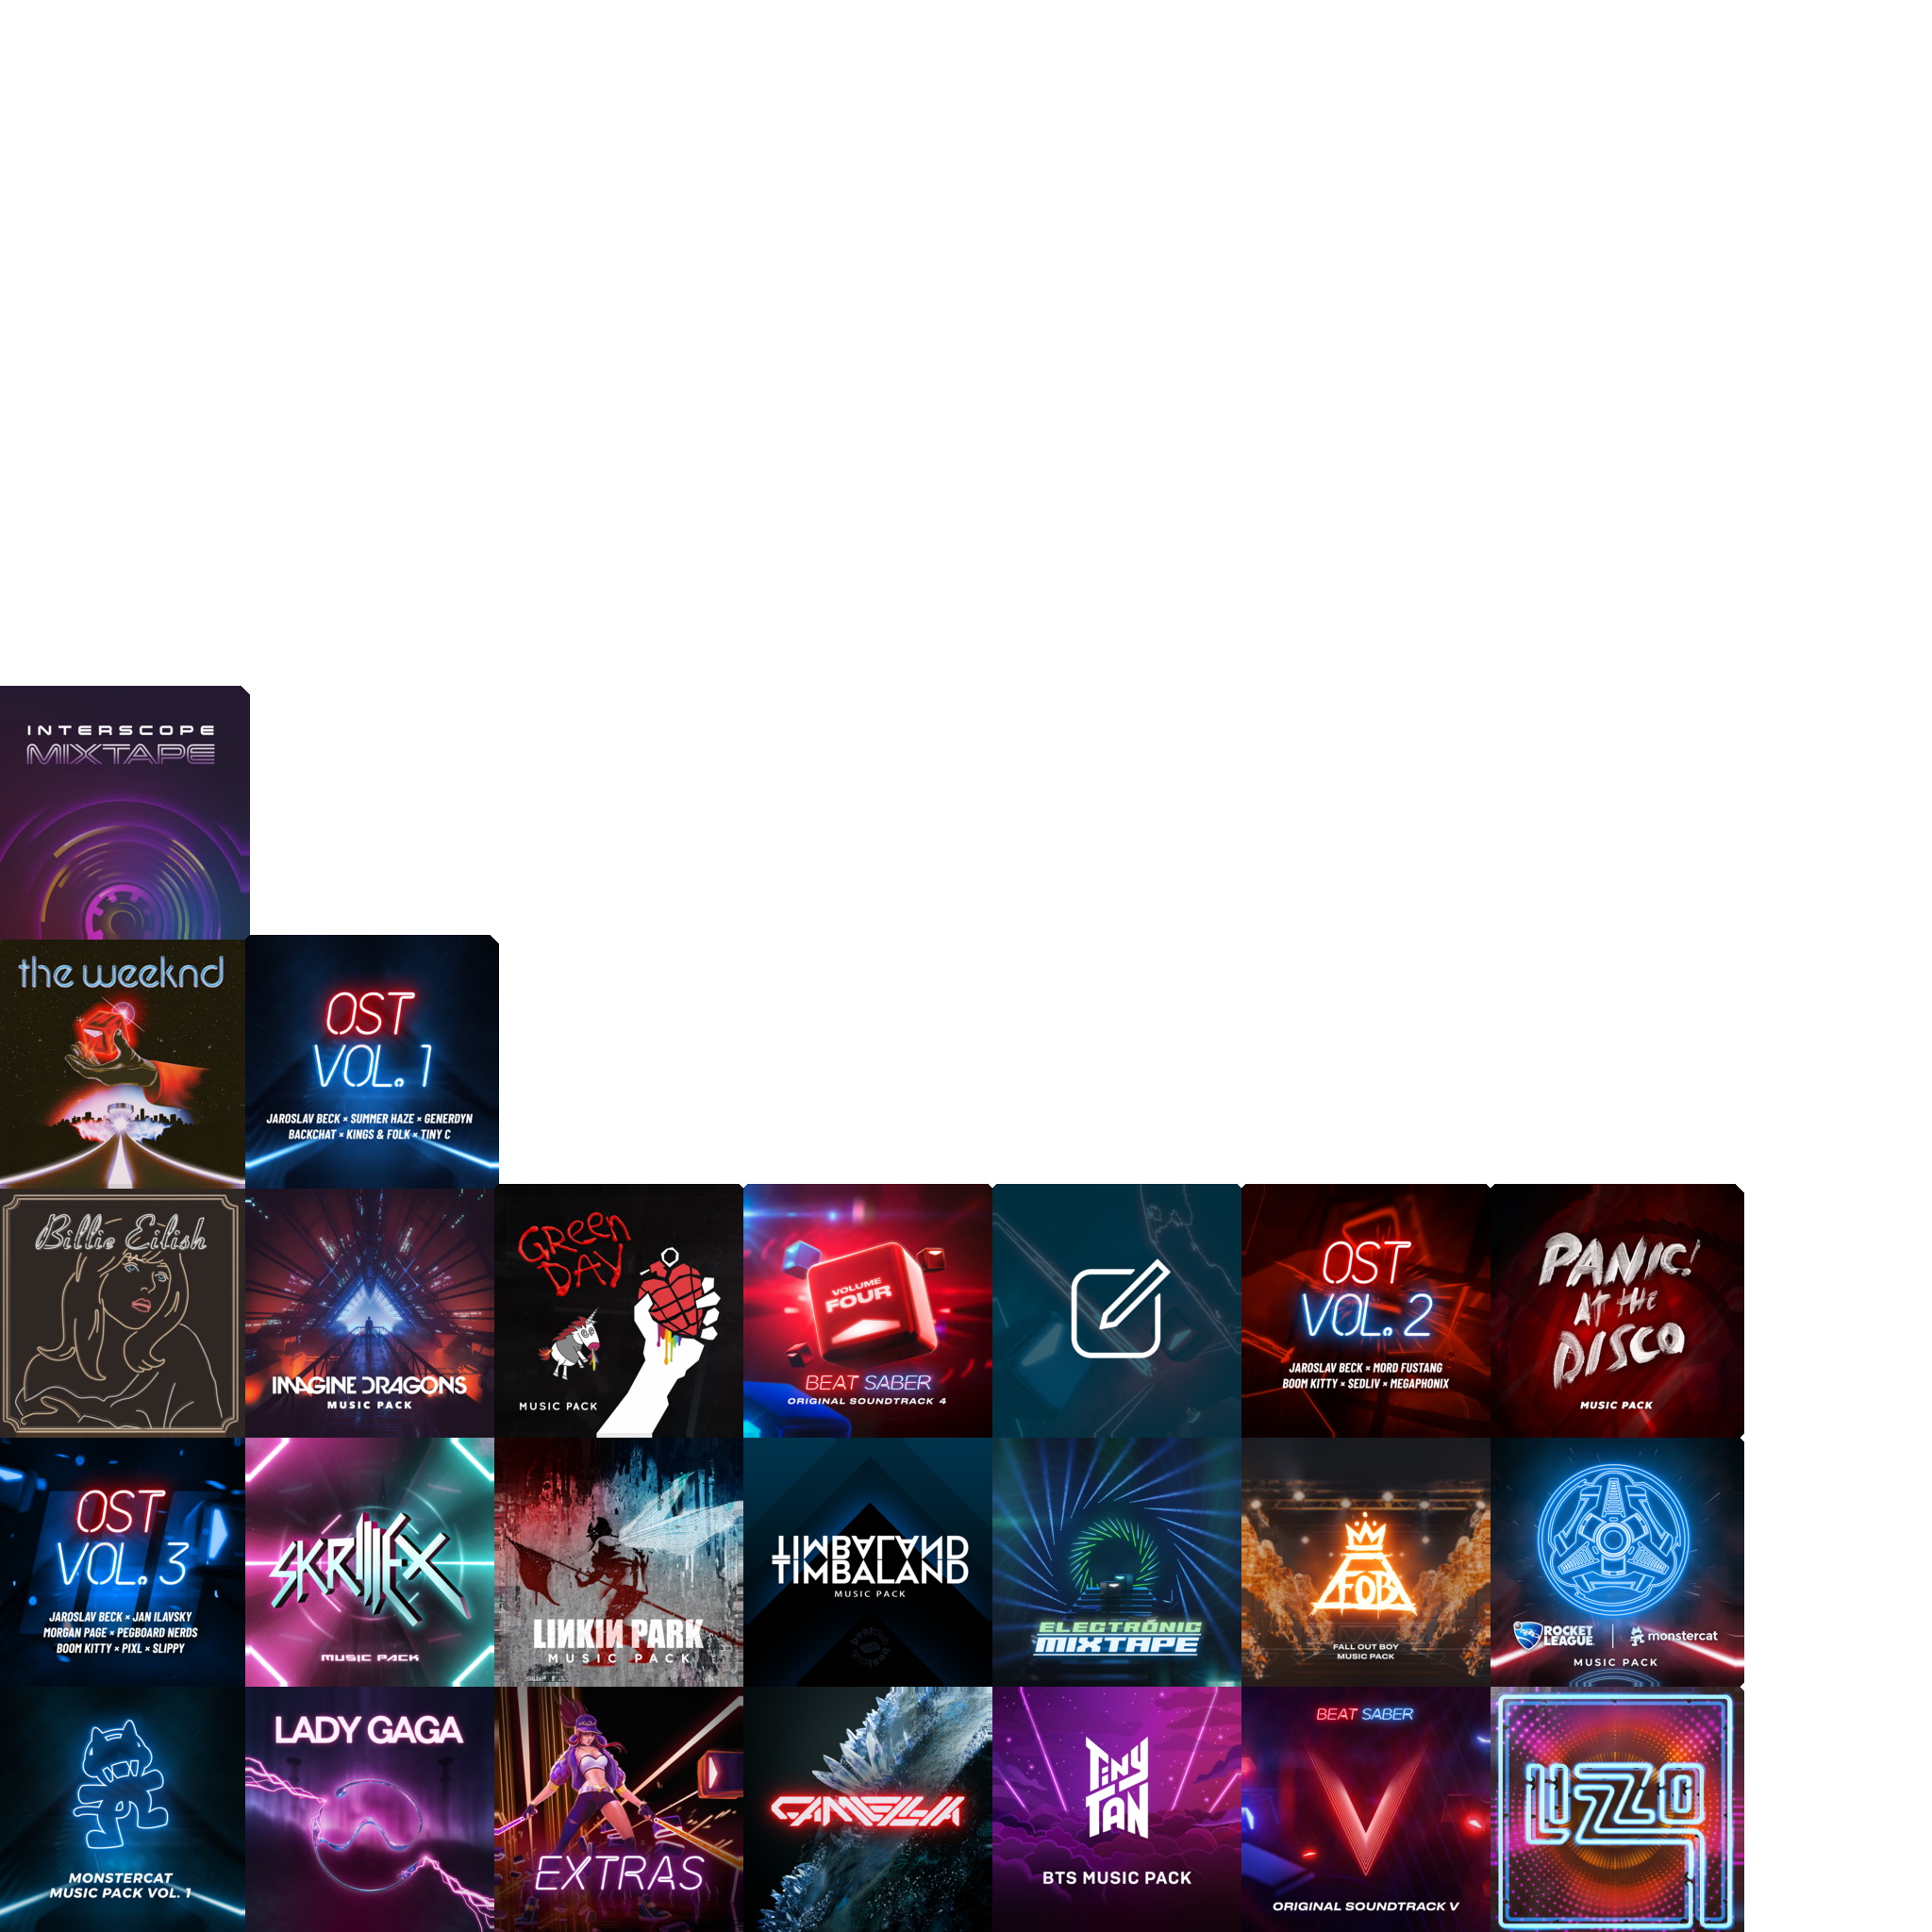 INTERSCOPE
MIXTAPE
the weeknd
OST
VOL. 1
JAROSLAV BECK × SUMMER HAZE × GENERDYN
BACKCHAT × KINGS & FOLK × TINY C
Billie Eilish
IMAGINE DRAGONS
MUSIC PACK
GREEN
DAY
MUSIC PACK
VOLUME
FOUR
BEAT SABER
ORIGINAL SOUNDTRACK 4
OST
VOL. 2
JAROSLAV BECK × MORD FUSTANG
BOOM KITTY × SEDLIV × MEGAPHONIX
PANIC!
AT the
DISCO
MUSIC PACK
OST
VOL. 3
JAROSLAV BECK × JAN ILAVSKY
MORGAN PAGE × PEGBOARD NERDS
BOOM KITTY × PIXL × SLIPPY
SKRILLEX
MUSIC PACK
LINKIN PARK
MUSIC PACK
TIMBALAND
TIMBALAND
MUSIC PACK
ELECTRONIC
MIXTAPE
FOB
FALL OUT BOY
MUSIC PACK
ROCKET
LEAGUE
monstercat
MUSIC PACK
MONSTERCAT
MUSIC PACK VOL. 1
LADY GAGA
EXTRAS
CAMELLIA
TiNY
TAN
BTS MUSIC PACK
BEAT SABER
V
ORIGINAL SOUNDTRACK V
LIZZO